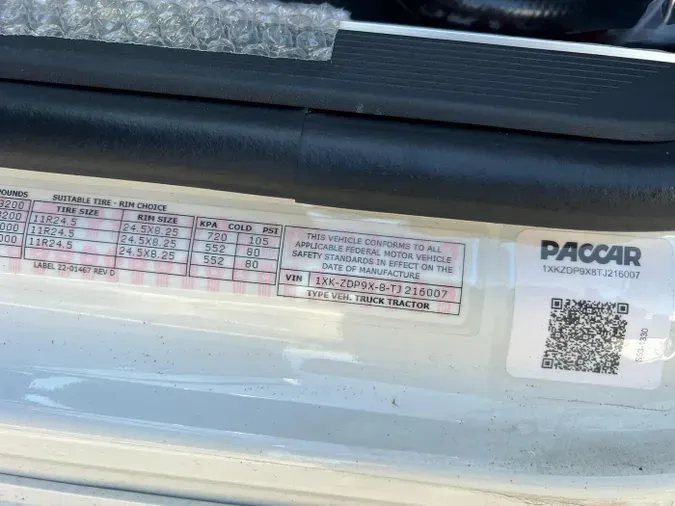 POUNDS SUITABLE TIRE - RIM CHOICE
TIRE SIZE RIM SIZE KPA COLD PSI
11R24.5 24.5X8.25 720 105
11R24.5 24.5X8.25 552 80
11R24.5 24.5X8.25 552 80
LABEL 22-01467 REV D
THIS VEHICLE CONFORMS TO ALL
APPLICABLE FEDERAL MOTOR VEHICLE
SAFETY STANDARDS IN EFFECT ON THE
DATE OF MANUFACTURE
VIN 1XK-ZDP9X-8-TJ 216007
TYPE VEH. TRUCK TRACTOR
PACCAR
1XKZDP9X8TJ216007